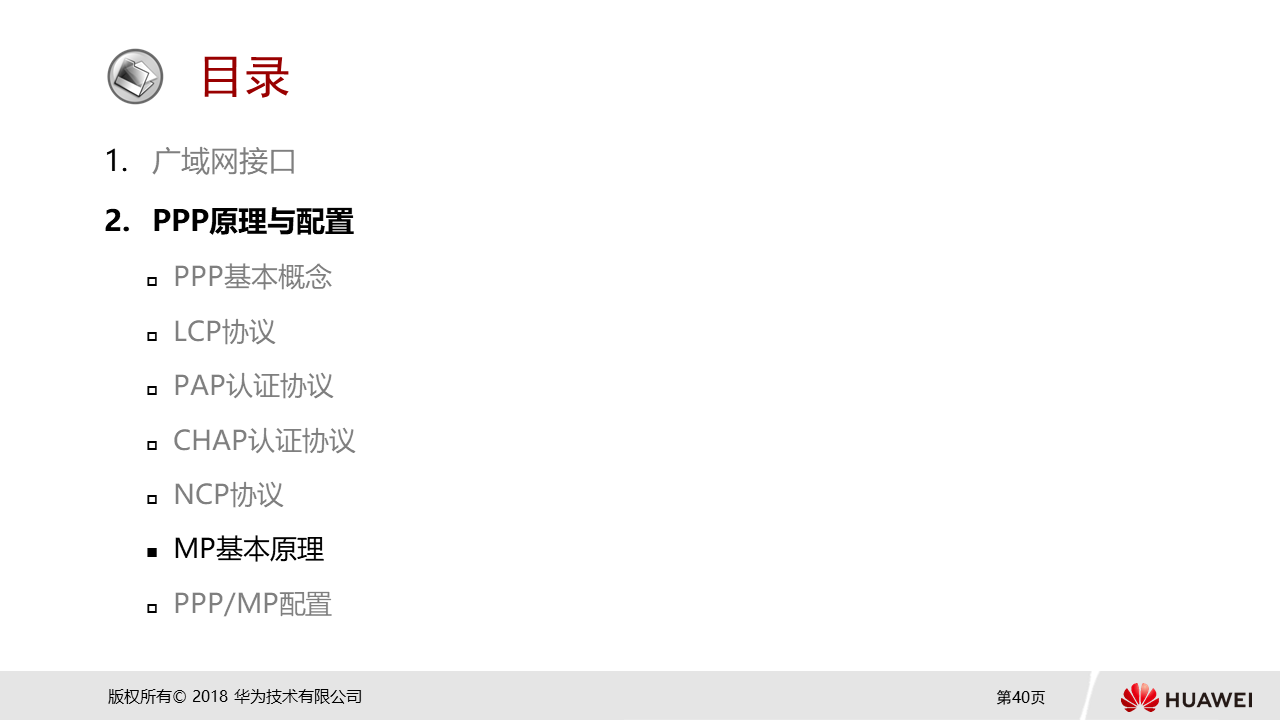 目录
1. 广域网接口
2. PPP原理与配置
PPP基本概念
LCP协议
PAP认证协议
CHAP认证协议
NCP协议
MP基本原理
PPP/MP配置
版权所有© 2018 华为技术有限公司
第40页
HUAWEI